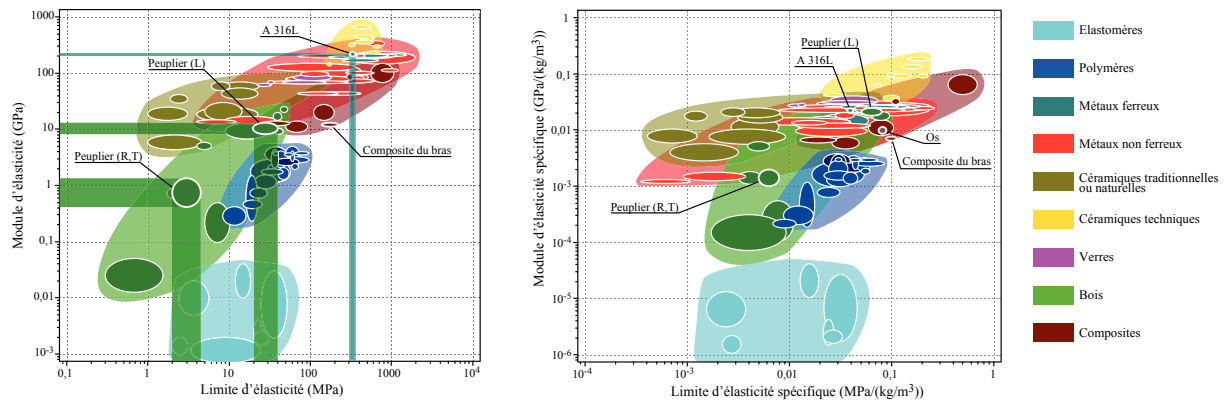 Module d'élasticité (GPa)
1000
100
10
1
0,1
0,01
10⁻³
A 316L
Peuplier (L)
Peuplier (R,T)
Composite du bras
0,1
1
10
100
1000
10⁴
Limite d'élasticité (MPa)
Module d'élasticité spécifique (GPa/(kg/m³))
1
0,1
0,01
10⁻³
10⁻⁴
10⁻⁵
10⁻⁶
Peuplier (L)
A 316L
Os
Composite du bras
Peuplier (R,T)
10⁻⁴
10⁻³
0,01
0,1
1
Limite d'élasticité spécifique (MPa/(kg/m³))
Elastomères
Polymères
Métaux ferreux
Métaux non ferreux
Céramiques traditionnelles
ou naturelles
Céramiques techniques
Verres
Bois
Composites